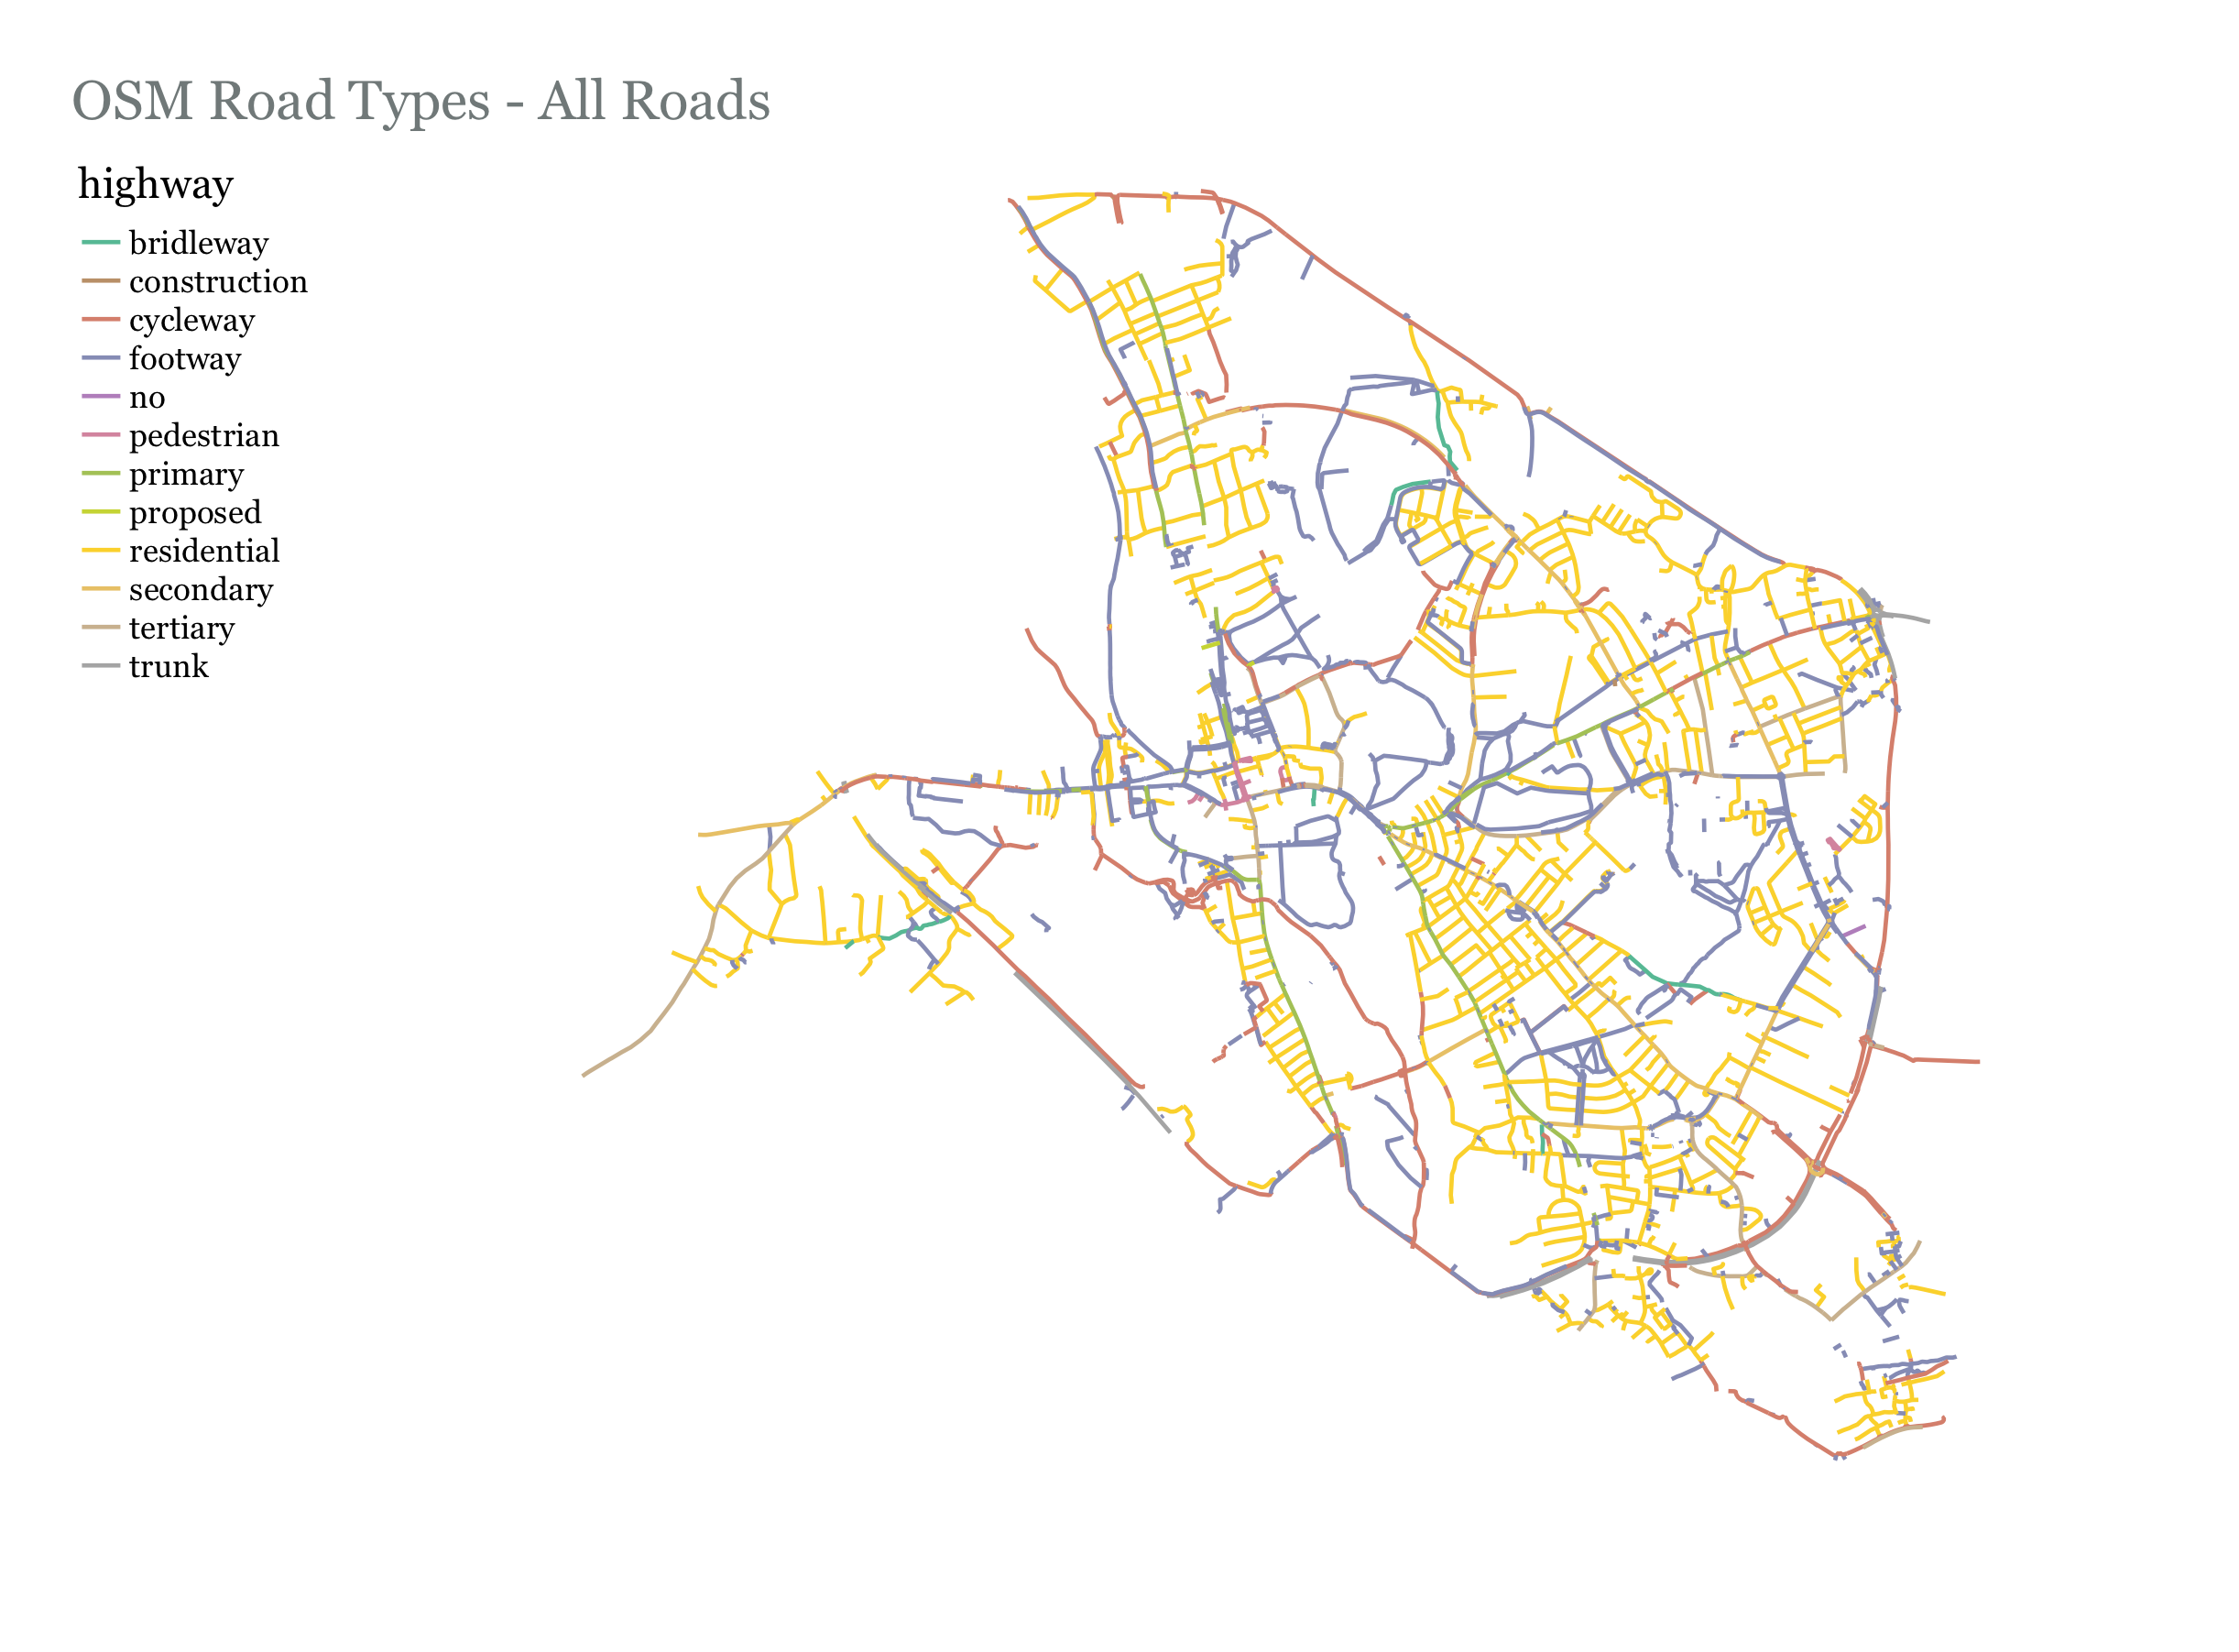 OSM Road Types - All Roads
highway
bridleway
construction
cycleway
footway
no
pedestrian
primary
proposed
residential
secondary
tertiary
trunk